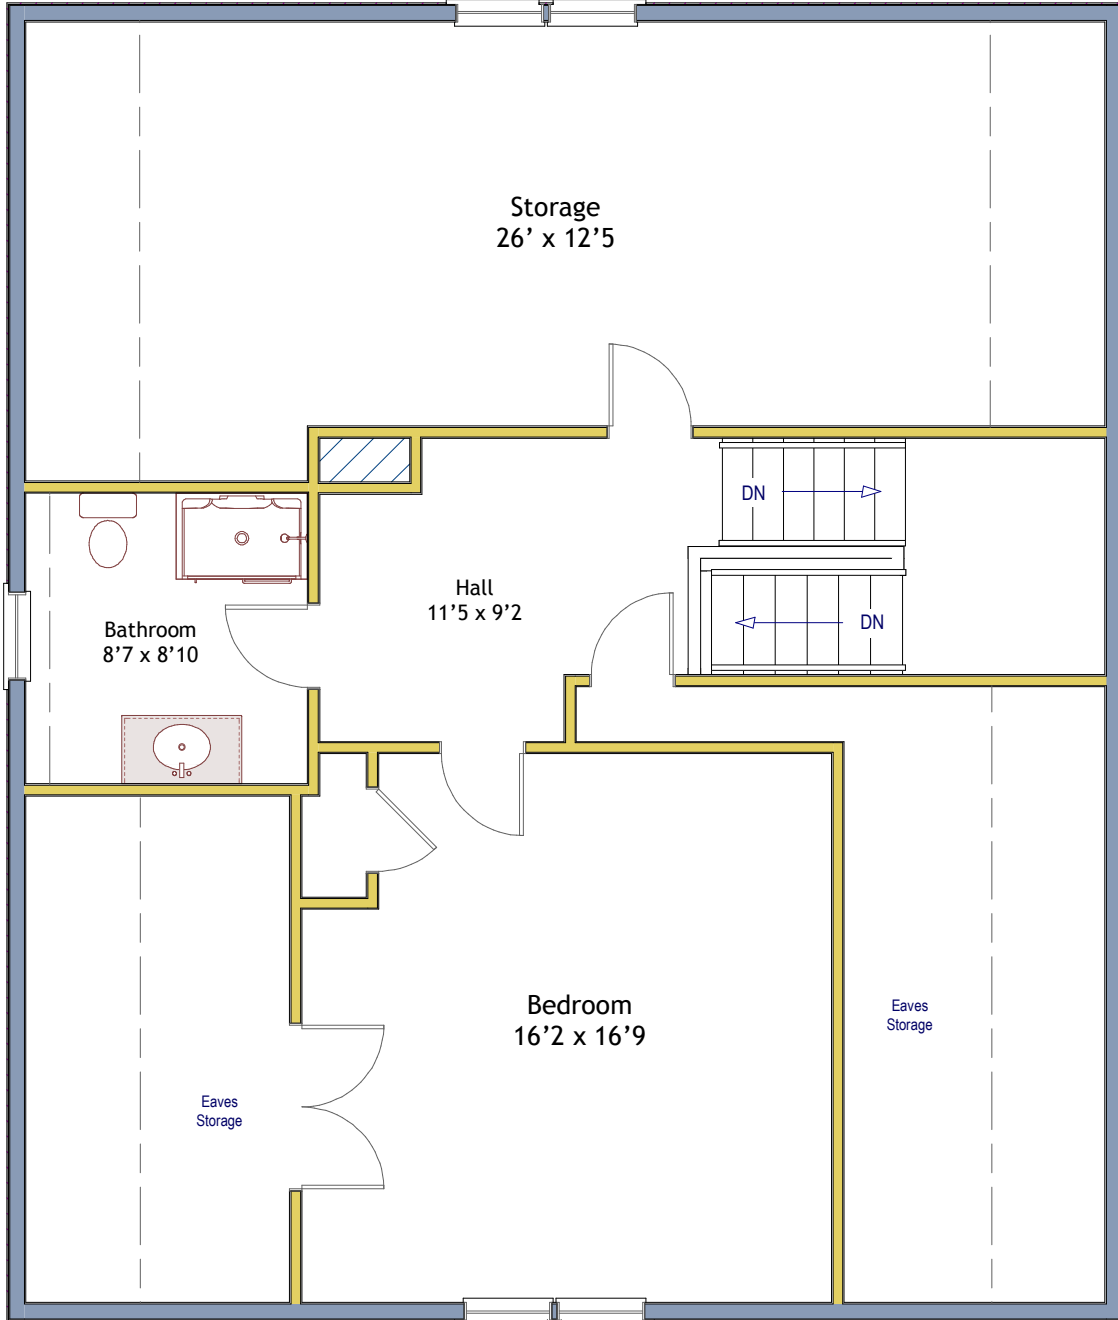 Storage
26’ x 12’5
DN
Hall
11’5 x 9’2
DN
Bathroom
8’7 x 8’10
Bedroom
16’2 x 16’9
Eaves
Storage
Eaves
Storage